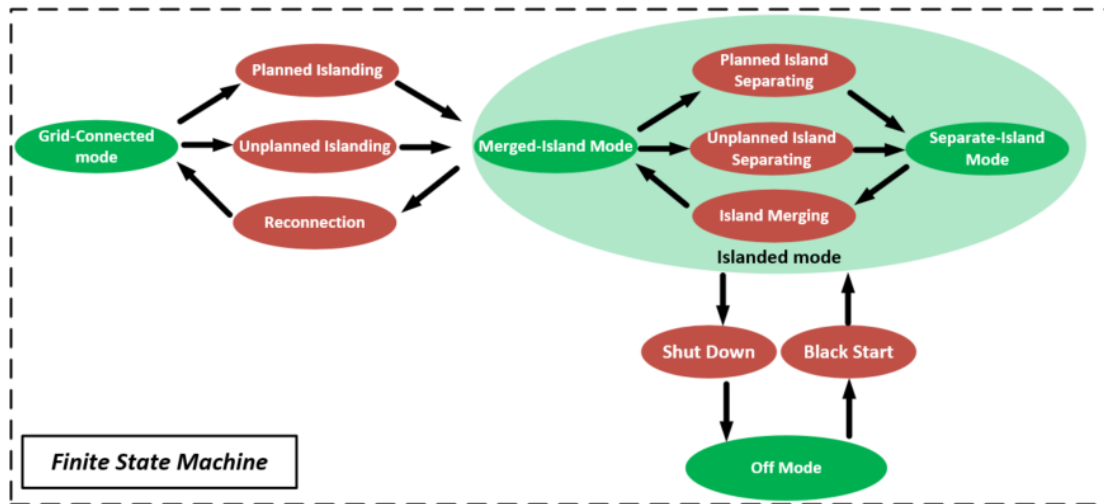 Planned Islanding
Grid-Connected
mode
Unplanned Islanding
Reconnection
Planned Island
Separating
Merged-Island Mode
Unplanned Island
Separating
Separate-Island
Mode
Island Merging
Islanded mode
Shut Down
Black Start
Off Mode
Finite State Machine